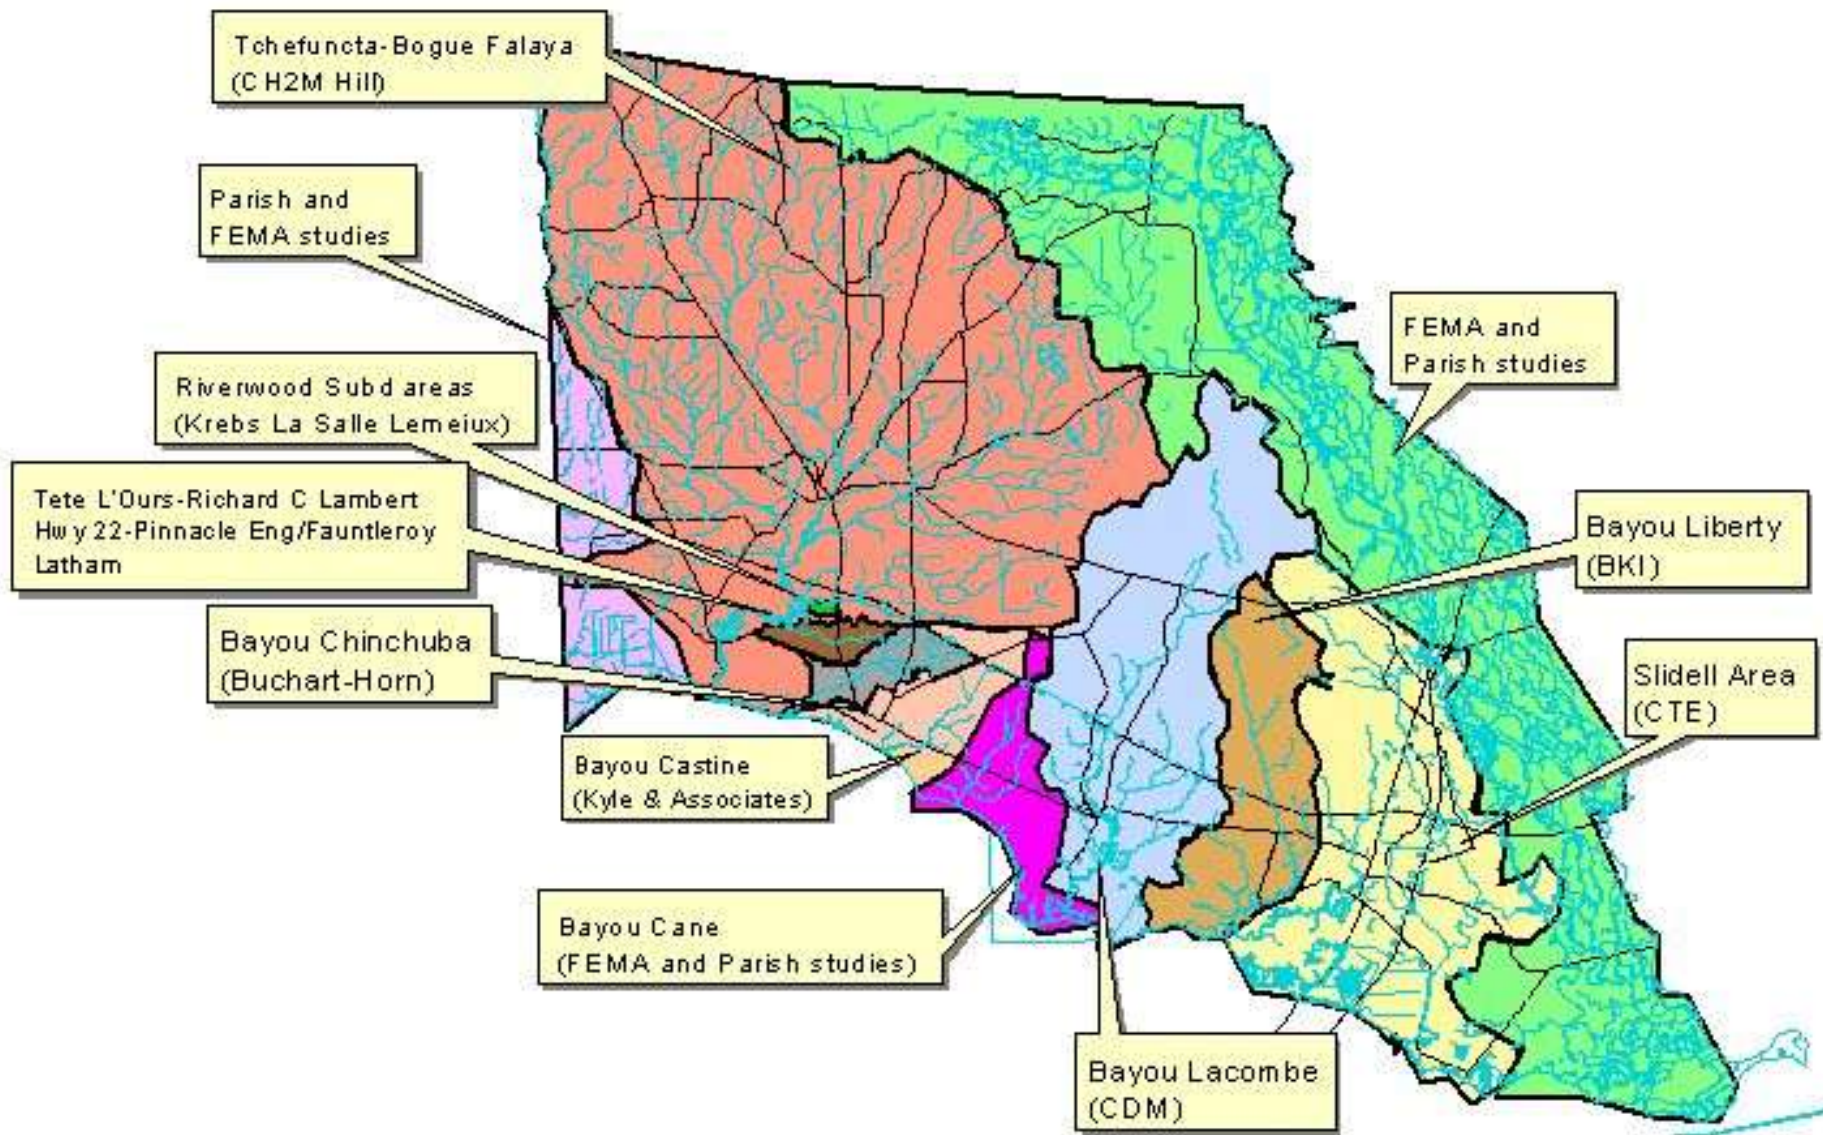 Tchefuncta-Bogue Falaya
(CH2M Hill)
Parish and
FEMA studies
FEMA and
Parish studies
Riverwood Subd areas
(Krebs La Salle Lemeiux)
Tete L'Ours-Richard C Lambert
Hwy 22-Pinnacle Eng/Fauntleroy
Latham
Bayou Liberty
(BKI)
Bayou Chinchuba
(Buchart-Horn)
Slidell Area
(CTE)
Bayou Castine
(Kyle & Associates)
Bayou Cane
(FEMA and Parish studies)
Bayou Lacombe
(CDM)